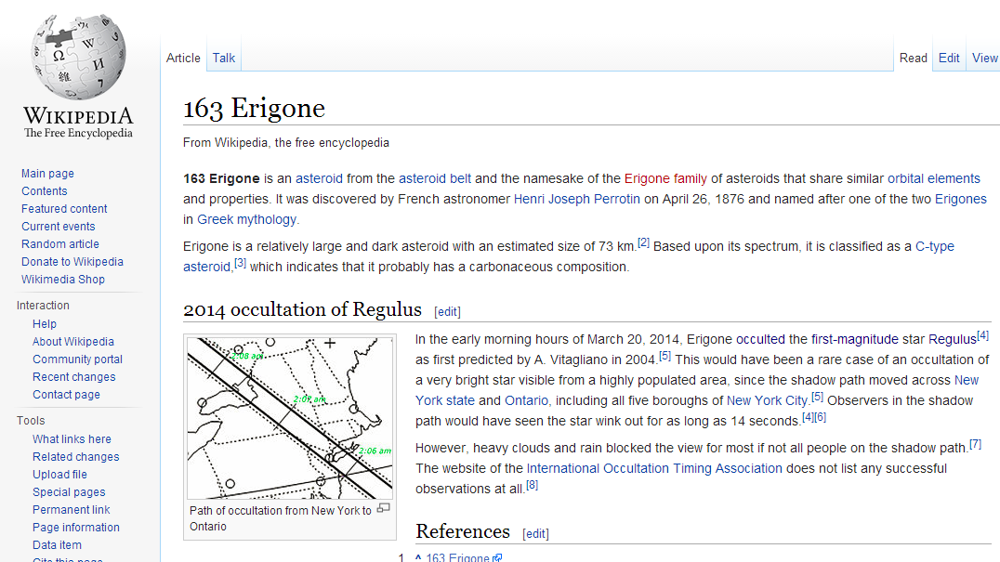 WIKIPEDIA
The Free Encyclopedia
Main page
Contents
Featured content
Current events
Random article
Donate to Wikipedia
Wikimedia Shop
Interaction
Help
About Wikipedia
Community portal
Recent changes
Contact page
Tools
What links here
Related changes
Upload file
Special pages
Permanent link
Page information
Data item
Cite this page
Article Talk
Read Edit View
163 Erigone
From Wikipedia, the free encyclopedia
163 Erigone is an asteroid from the asteroid belt and the namesake of the Erigone family of asteroids that share similar orbital elements
and properties. It was discovered by French astronomer Henri Joseph Perrotin on April 26, 1876 and named after one of the two Erigones
in Greek mythology.
Erigone is a relatively large and dark asteroid with an estimated size of 73 km.[2] Based upon its spectrum, it is classified as a C-type
asteroid,[3] which indicates that it probably has a carbonaceous composition.
2014 occultation of Regulus [edit]
2:08 am
2:07 am
2:06 am
Path of occultation from New York to
Ontario
In the early morning hours of March 20, 2014, Erigone occulted the first-magnitude star Regulus[4]
as first predicted by A. Vitagliano in 2004.[5] This would have been a rare case of an occultation of
a very bright star visible from a highly populated area, since the shadow path moved across New
York state and Ontario, including all five boroughs of New York City.[5] Observers in the shadow
path would have seen the star wink out for as long as 14 seconds.[4][6]
However, heavy clouds and rain blocked the view for most if not all people on the shadow path.[7]
The website of the International Occultation Timing Association does not list any successful
observations at all.[8]
References [edit]
1. ^ 163 Erigone